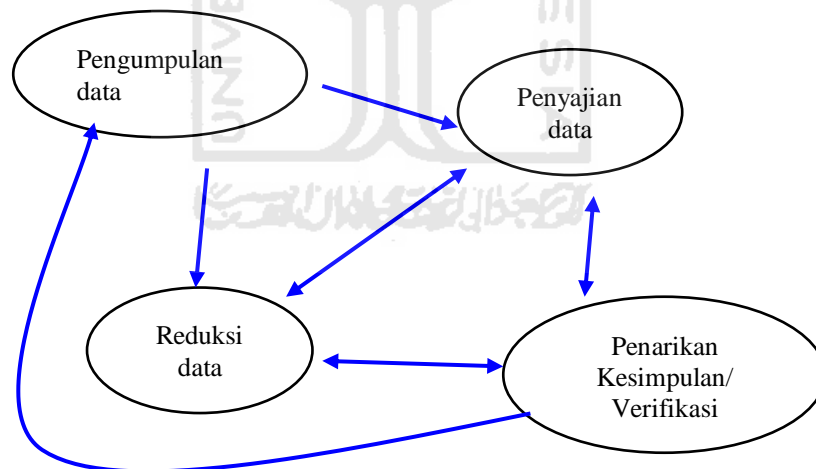 Pengumpulan
data
Penyajian
data
Reduksi
data
Penarikan
Kesimpulan/
Verifikasi